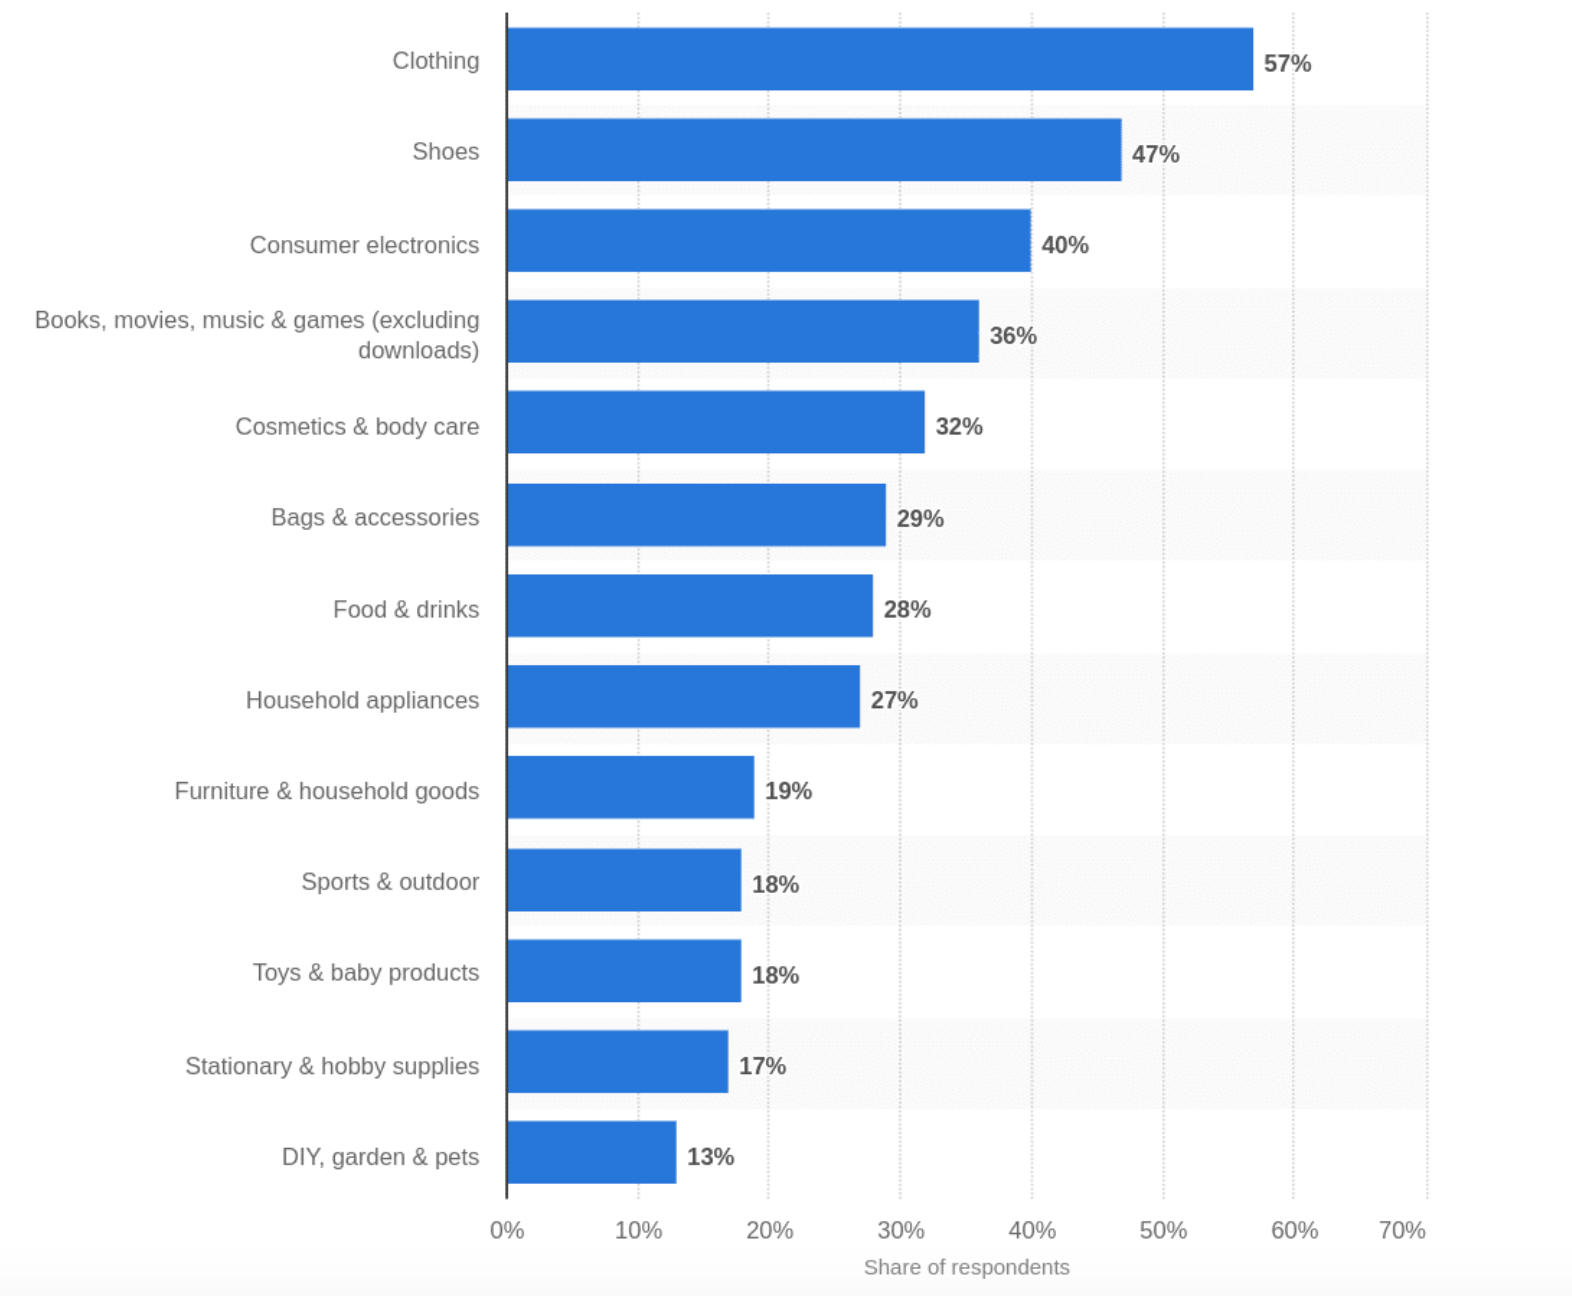 Clothing
57%
Shoes
47%
Consumer electronics
40%
Books, movies, music & games (excluding
downloads)
36%
Cosmetics & body care
32%
Bags & accessories
29%
Food & drinks
28%
Household appliances
27%
Furniture & household goods
19%
Sports & outdoor
18%
Toys & baby products
18%
Stationary & hobby supplies
17%
DIY, garden & pets
13%
0% 10% 20% 30% 40% 50% 60% 70%
Share of respondents